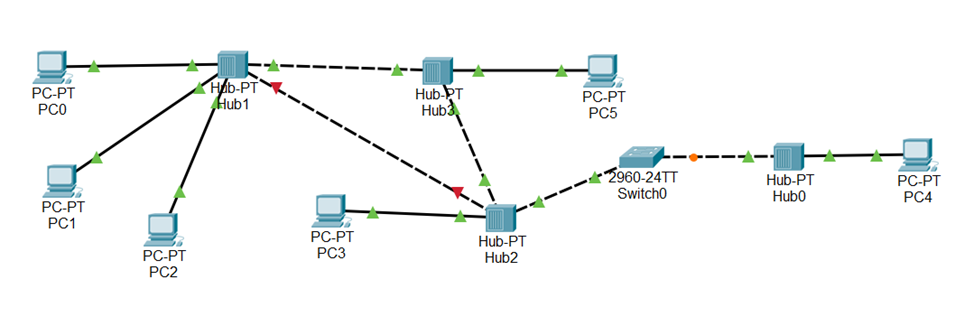 PC-PT
PC0
Hub-PT
Hub1
Hub-PT
Hub3
PC-PT
PC5
PC-PT
PC1
PC-PT
PC2
PC-PT
PC3
Hub-PT
Hub2
2960-24TT
Switch0
Hub-PT
Hub0
PC-PT
PC4